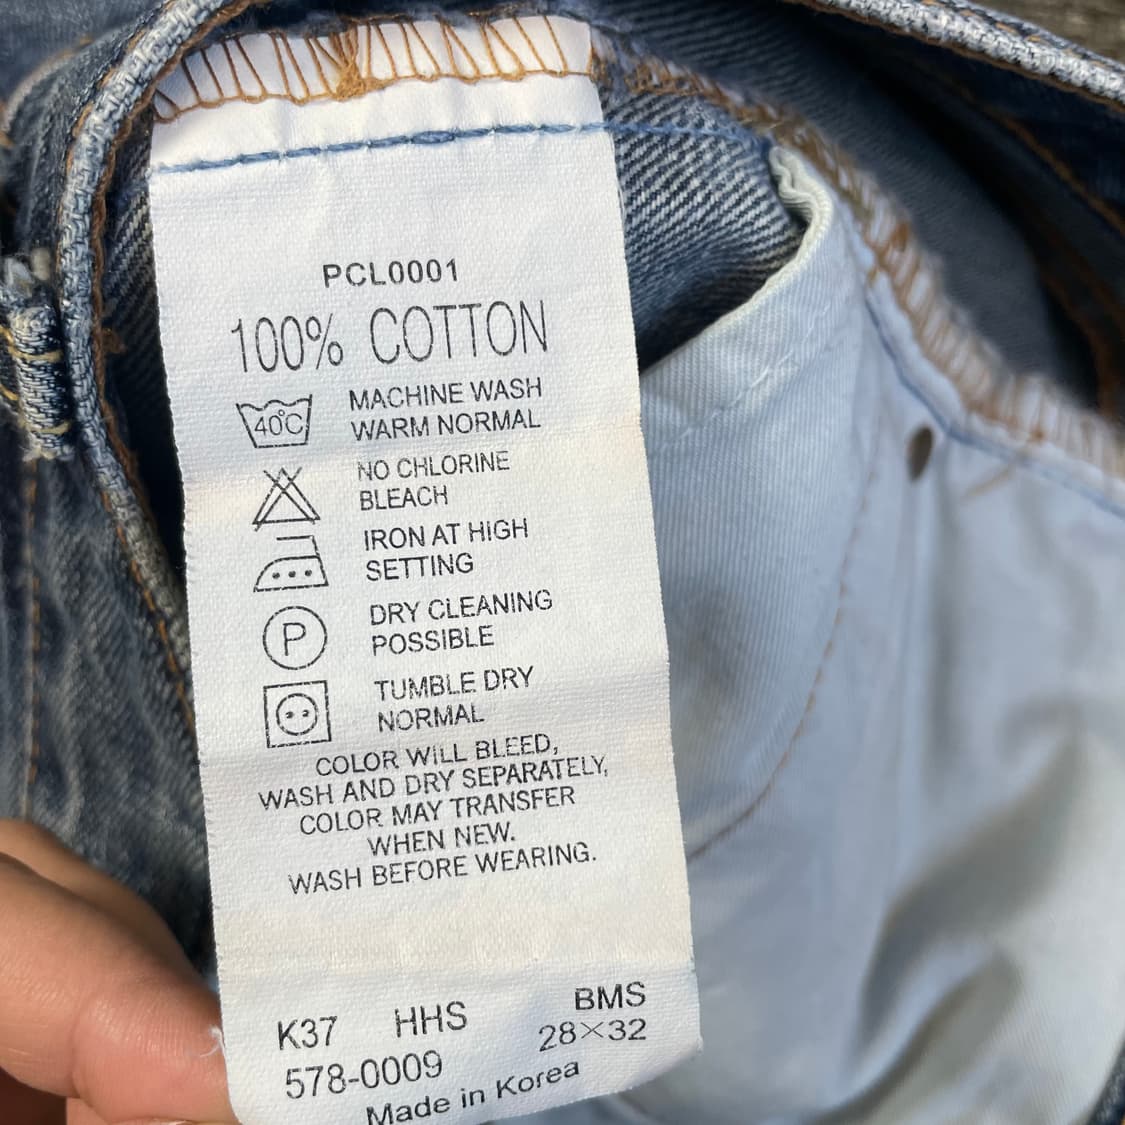 PCL0001
100% COTTON
40°C
MACHINE WASH
WARM NORMAL
NO CHLORINE
BLEACH
IRON AT HIGH
SETTING
P
DRY CLEANING
POSSIBLE
TUMBLE DRY
NORMAL
COLOR WILL BLEED,
WASH AND DRY SEPARATELY,
COLOR MAY TRANSFER
WHEN NEW.
WASH BEFORE WEARING.
K37 HHS BMS
578-0009 28×32
Made in Korea